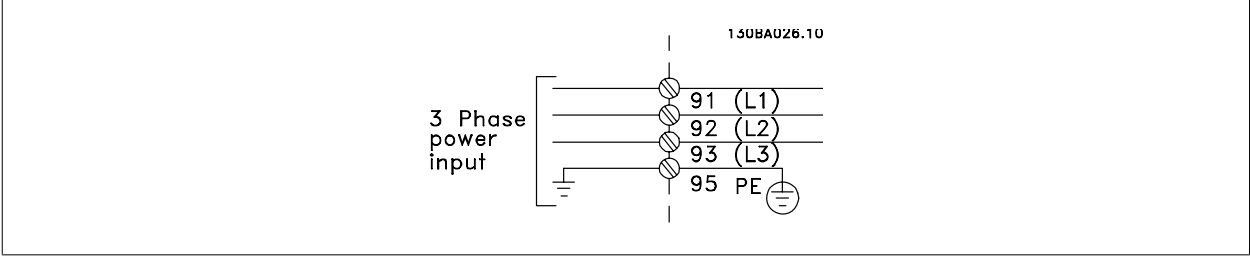 130BA026.10
3 Phase
power
input
91 (L1)
92 (L2)
93 (L3)
95 PE